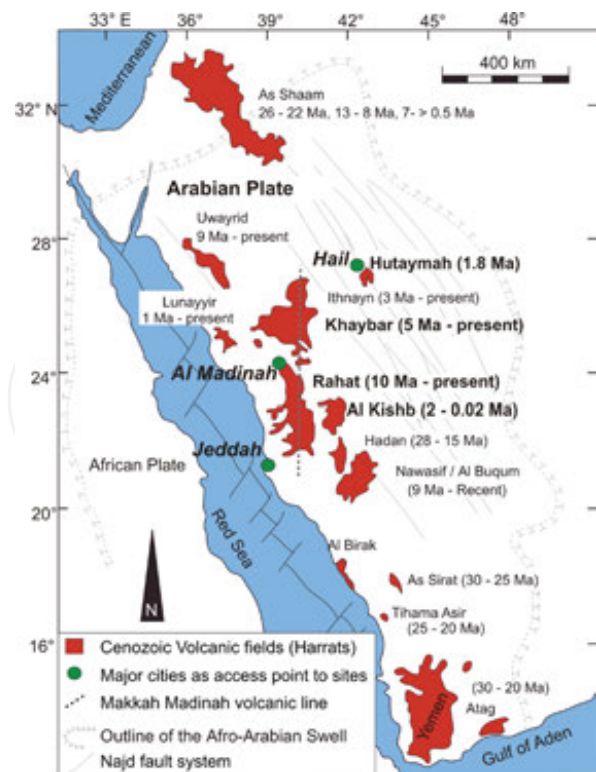 33° E
36°
39°
42°
45°
48°
400 km
Mediterranean
32° N
As Shaam
26 - 22 Ma, 13 - 8 Ma, 7- > 0.5 Ma
Arabian Plate
Uwayrid
9 Ma - present
28°
Hail
Hutaymah (1.8 Ma)
Ithnayn (3 Ma - present)
Lunayyir
1 Ma - present
Khaybar (5 Ma - present)
24°
Al Madinah
Rahat (10 Ma - present)
Al Kishb (2 - 0.02 Ma)
Hadan (28 - 15 Ma)
Jeddah
African Plate
Nawasif / Al Buqum
(9 Ma - Recent)
20°
Red Sea
Al Birak
As Sirat (30 - 25 Ma)
N
Tihama Asir
(25 - 20 Ma)
16°
Cenozoic Volcanic fields (Harrats)
Major cities as access point to sites
Makkah Madinah volcanic line
Outline of the Afro-Arabian Swell
Najd fault system
(30 - 20 Ma)
Atag
Yemen
Gulf of Aden